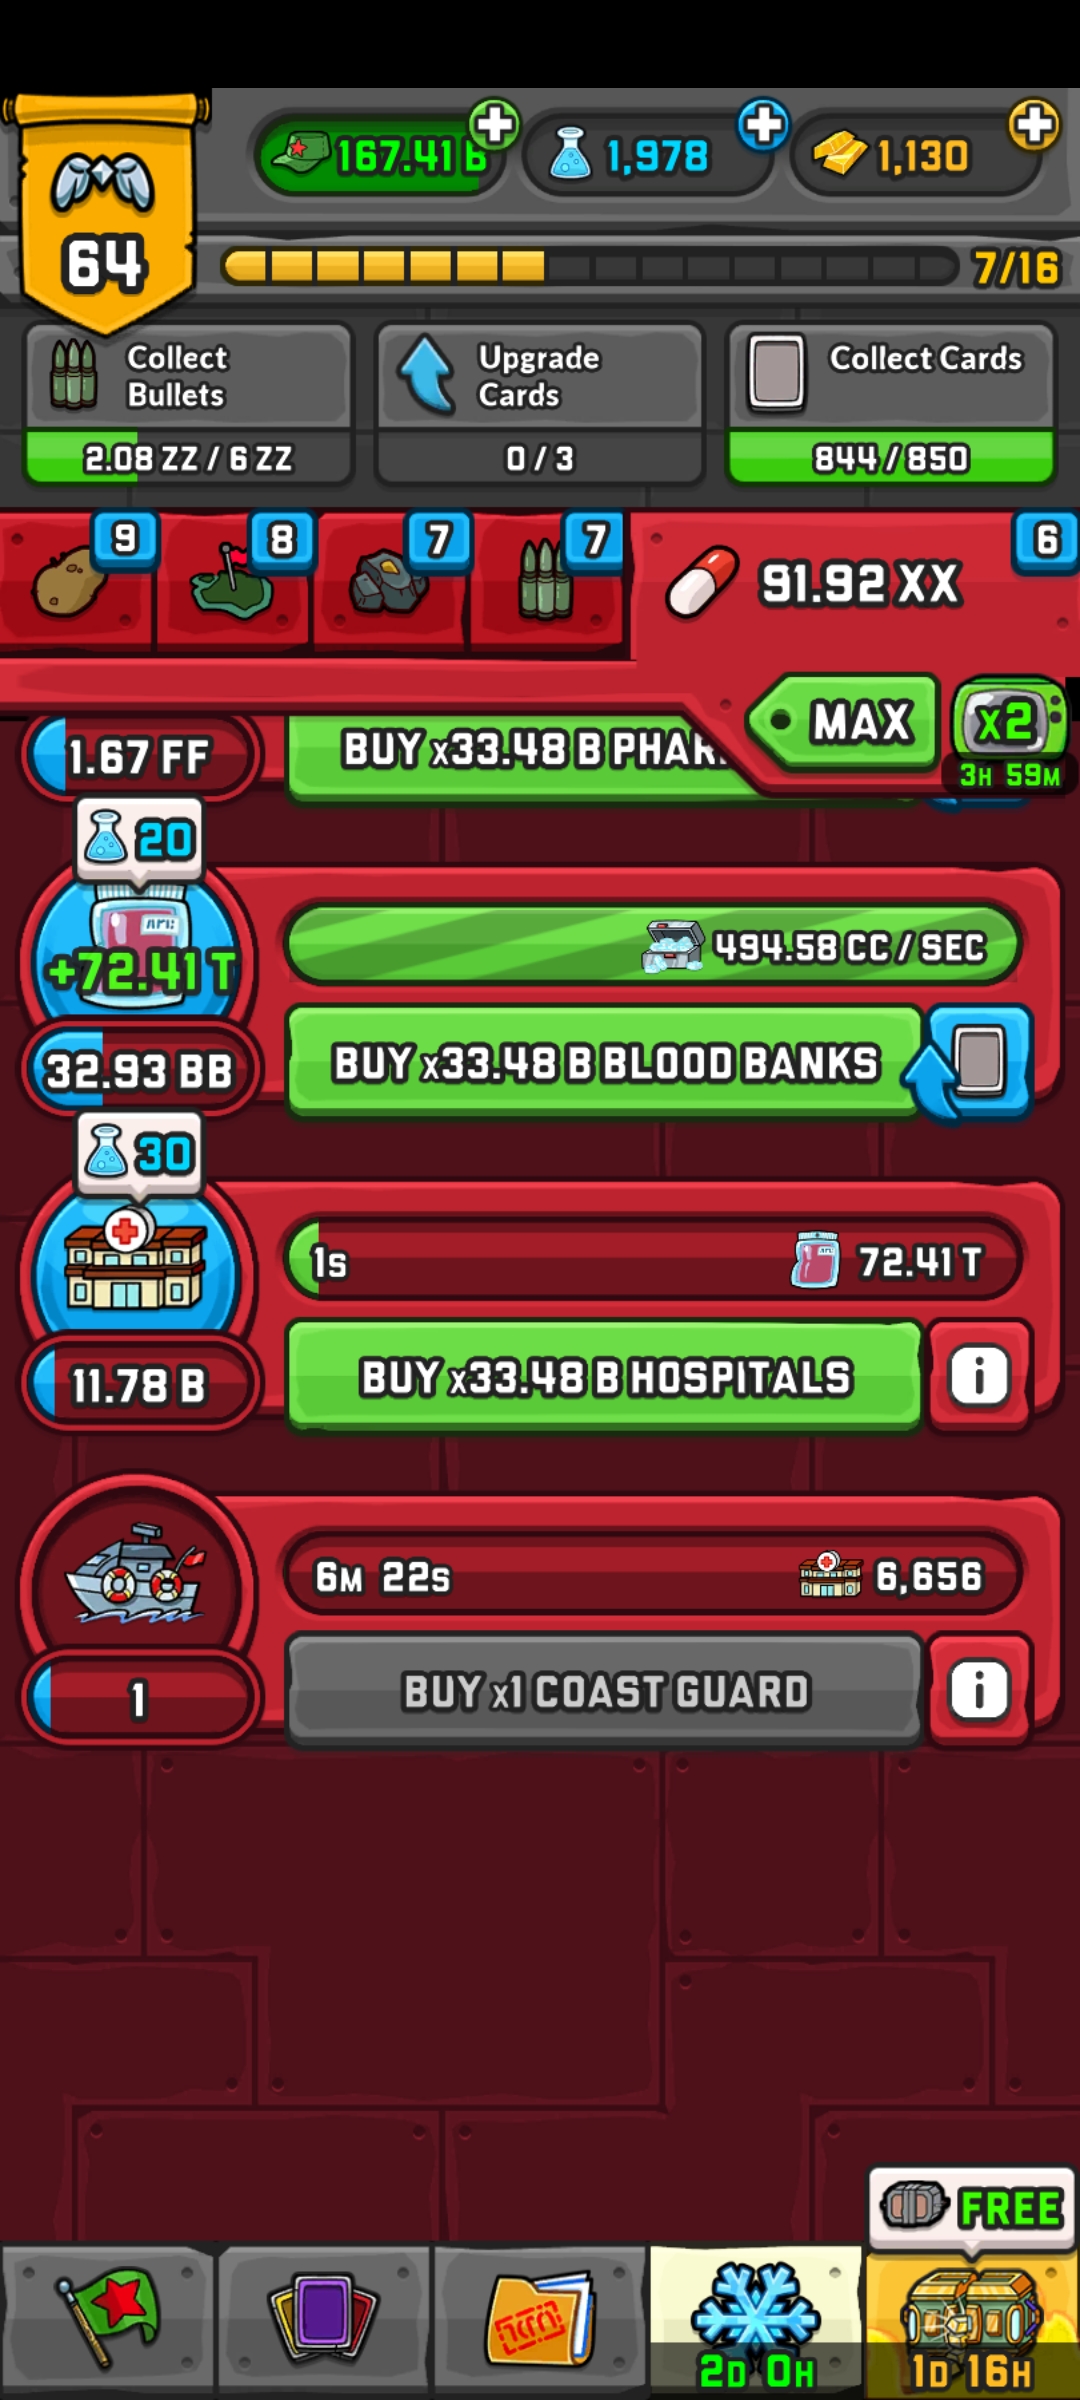 64
167.41 B
1,978
1,130
7/16
Collect
Bullets
2.08 ZZ / 6 ZZ
Upgrade
Cards
0 / 3
Collect Cards
844 / 850
9
8
7
7
91.92 XX
6
MAX
x2
3H 59M
1.67 FF
BUY x33.48 B PHAR
20
+72.41 T
494.58 CC / SEC
32.93 BB
BUY x33.48 B BLOOD BANKS
30
1s
72.41 T
11.78 B
BUY x33.48 B HOSPITALS
i
6M 22s
6,656
1
BUY x1 COAST GUARD
i
FREE
2D 0H
1D 16H